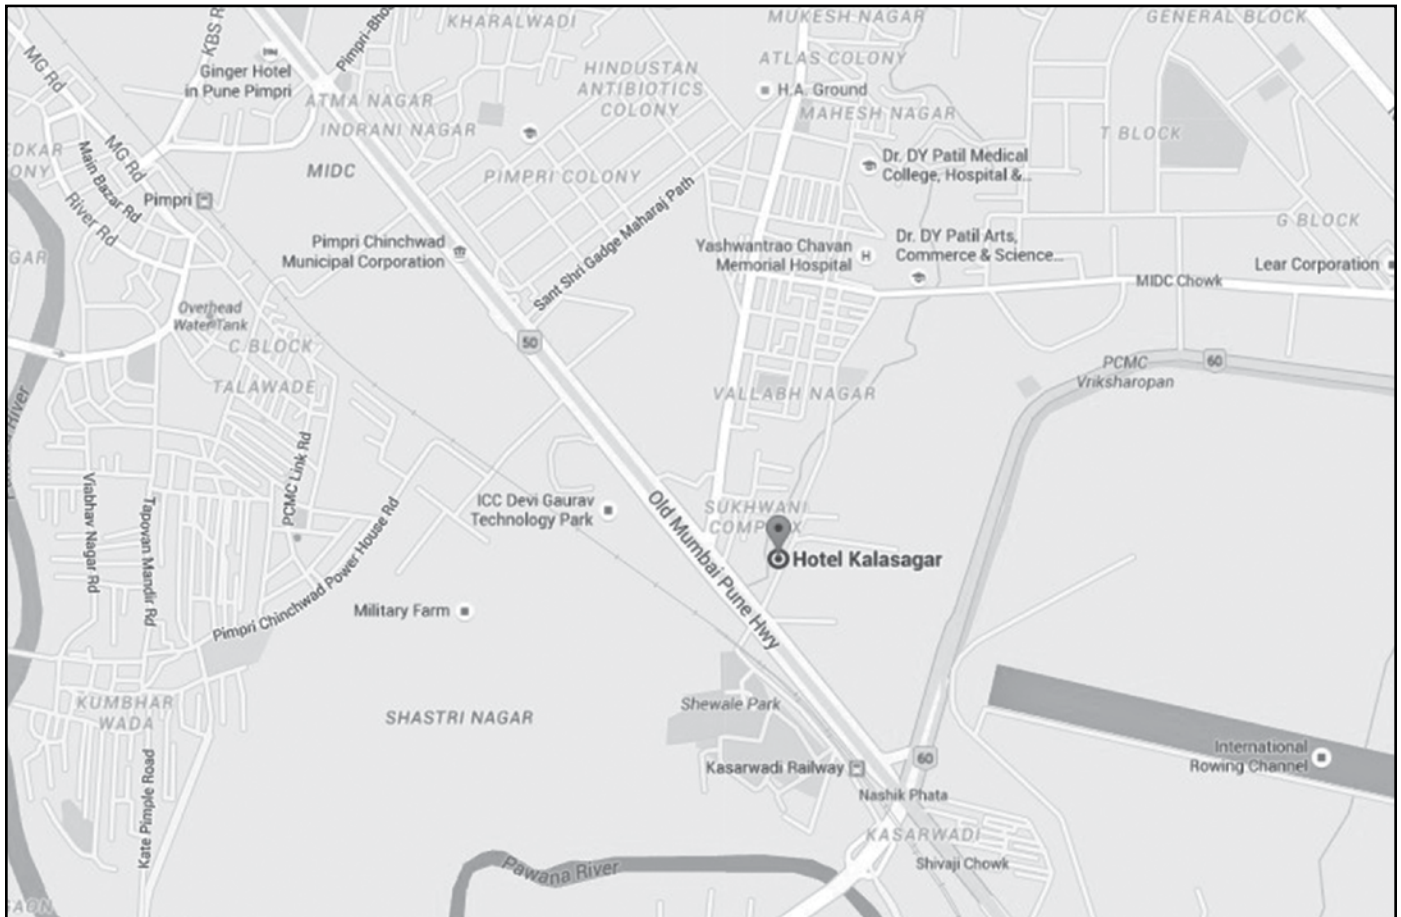 KHARALWADI
MUKESH NAGAR
GENERAL BLOCK
KBS R
Pimpri-Bho
MG Rd
Ginger Hotel
in Pune Pimpri
ATMA NAGAR
HINDUSTAN
ANTIBIOTICS
COLONY
ATLAS COLONY
H.A. Ground
MAHESH NAGAR
INDRANI NAGAR
T BLOCK
EDKAR
ONY
MG Rd
Main Bazar Rd
MIDC
PIMPRI COLONY
Dr. DY Patil Medical
College, Hospital &...
Pimpri
River Rd
Sant Shri Gadge Maharaj Path
G BLOCK
GAR
Pimpri Chinchwad
Municipal Corporation
Yashwantrao Chavan
Memorial Hospital
H
Dr. DY Patil Arts,
Commerce & Science...
Lear Corporation
MIDC Chowk
Overhead
Water Tank
C BLOCK
50
PCMC
Vriksharopan
60
TALAWADE
VALLABH NAGAR
River
PCMC Link Rd
Viabhav Nagar Rd
Tapovan Mandir Rd
Pimpri Chinchwad Power House Rd
ICC Devi Gaurav
Technology Park
Old Mumbai Pune Hwy
SUKHWANI
COMP X
Hotel Kalasagar
Military Farm
KUMBHAR
WADA
SHASTRI NAGAR
Shewale Park
Kate Pimple Road
Kasarwadi Railway
60
International
Rowing Channel
Nashik Phata
KASARWADI
Shivaji Chowk
Pawana River
GAON